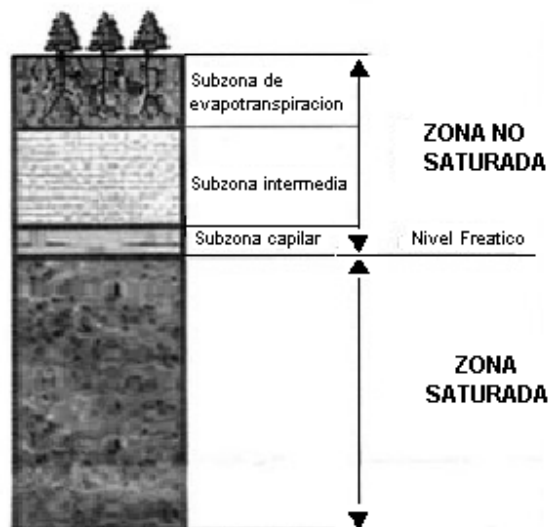 Subzona de
evapotranspiracion
ZONA NO
SATURADA
Subzona intermedia
Subzona capilar
Nivel Freatico
ZONA
SATURADA